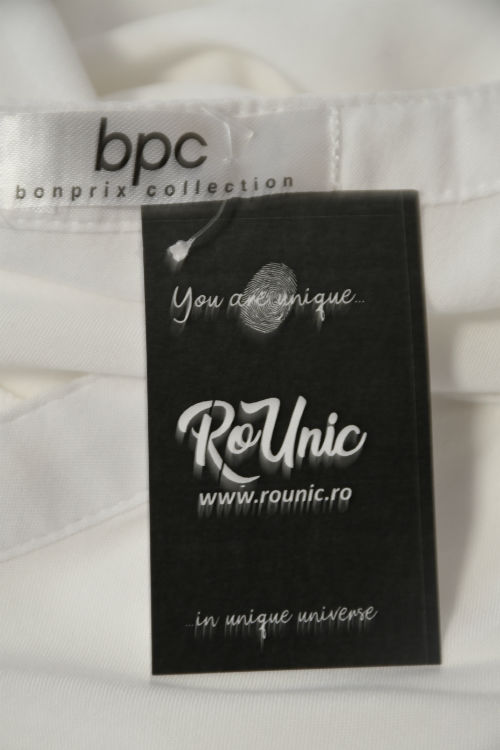 bpc
bonprix collection
You are unique...
RoUnic
www.rounic.ro
...in unique universe